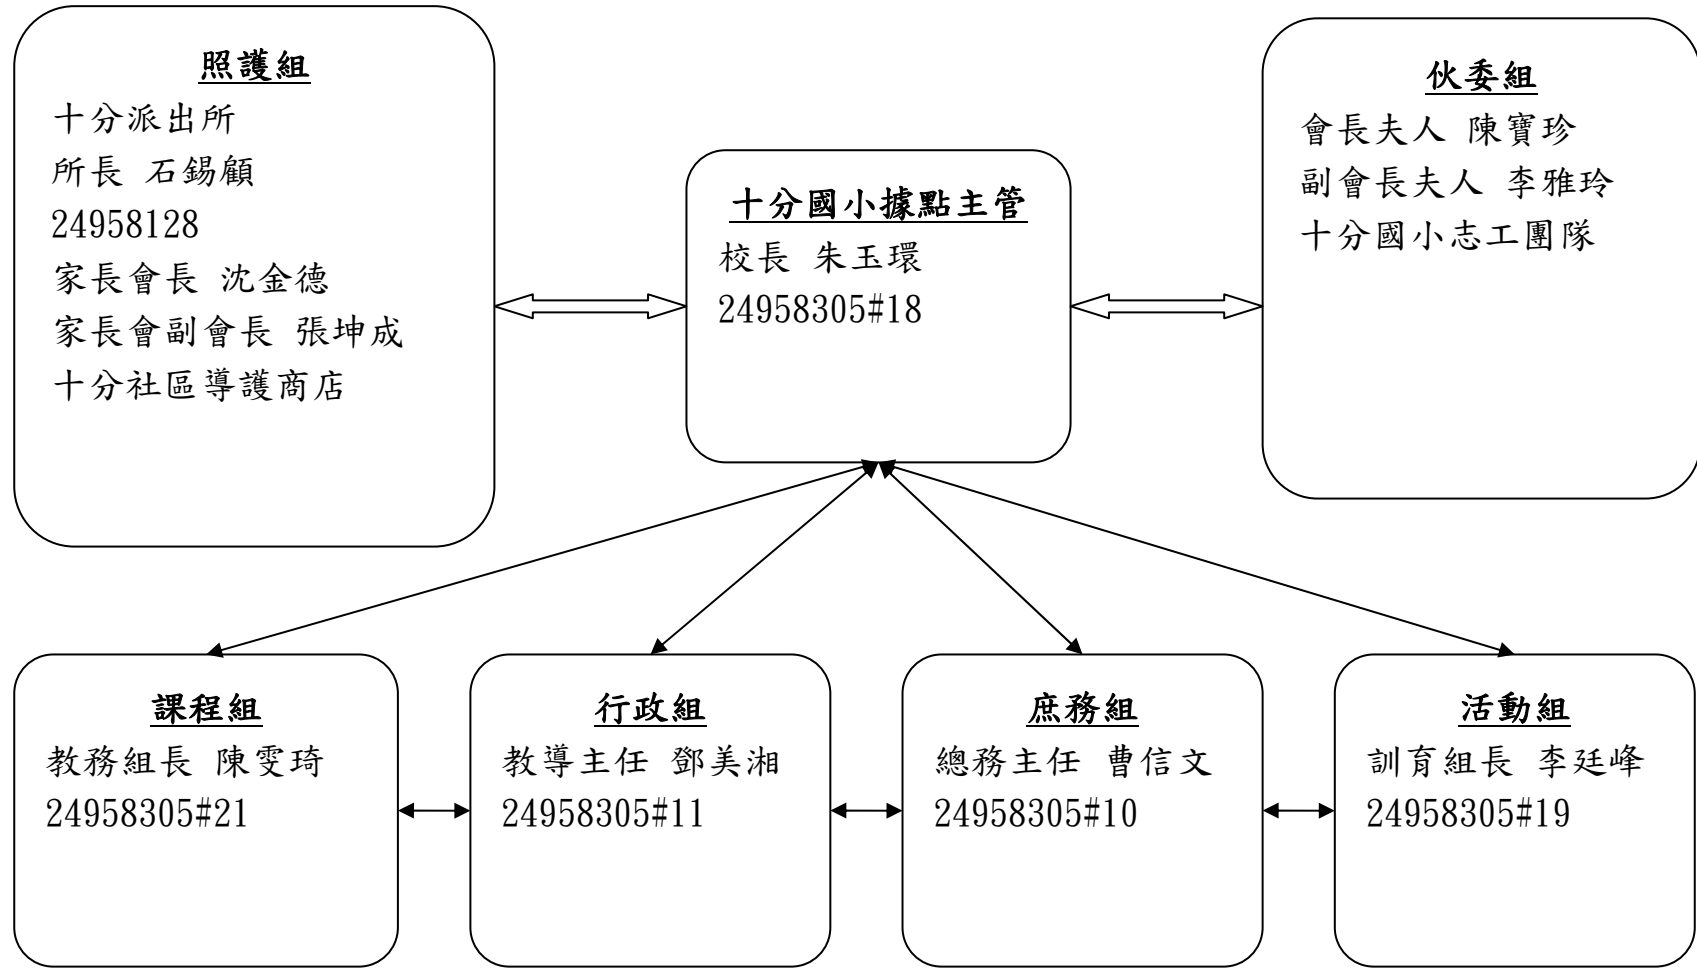 照護組
十分派出所
所長 石錫顧
24958128
家長會長 沈金德
家長會副會長 張坤成
十分社區導護商店
十分國小據點主管
校長 朱玉環
24958305#18
伙委組
會長夫人 陳寶珍
副會長夫人 李雅玲
十分國小志工團隊
課程組
教務組長 陳雯琦
24958305#21
行政組
教導主任 鄧美湘
24958305#11
庶務組
總務主任 曹信文
24958305#10
活動組
訓育組長 李廷峰
24958305#19